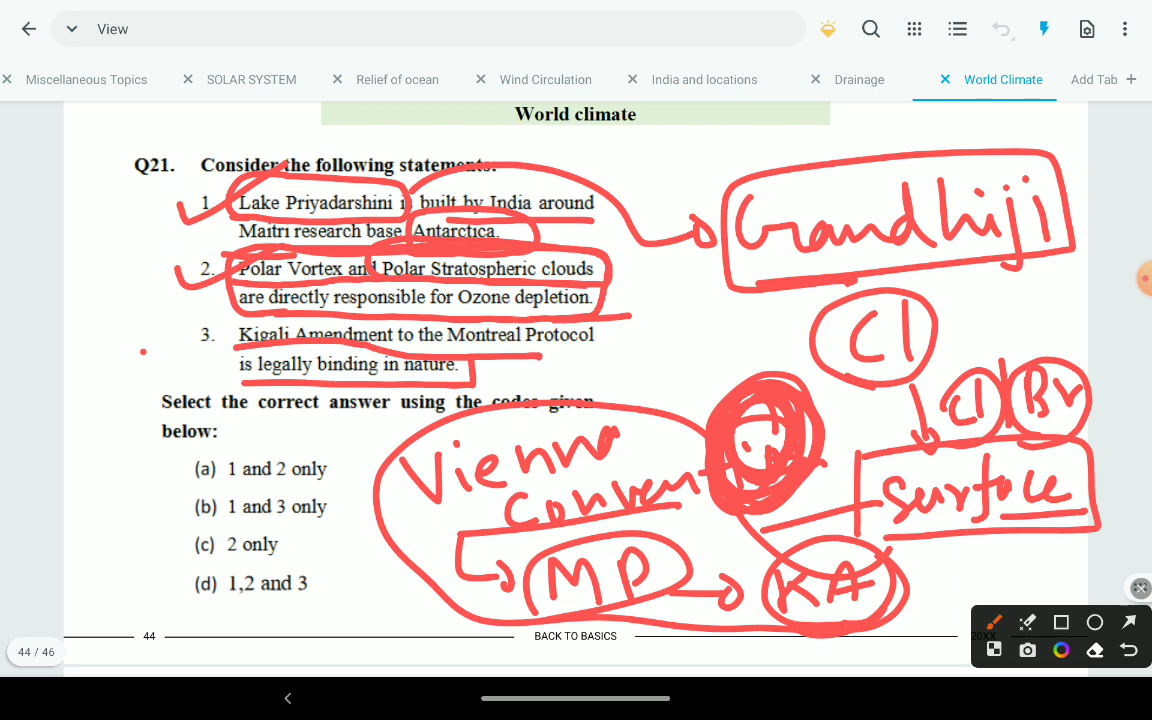 View
Miscellaneous Topics SOLAR SYSTEM Relief of ocean Wind Circulation India and locations Drainage World Climate Add Tab +
World climate
Q21. Consider the following statements:
1. Lake Priyadarshini is built by India around
Maitri research base Antarctica.
2. Polar Vortex and Polar Stratospheric clouds
are directly responsible for Ozone depletion.
3. Kigali Amendment to the Montreal Protocol
is legally binding in nature.
Grandhiji
Cl
Cl Br
Surface
Select the correct answer using the codes given
below:
(a) 1 and 2 only
(b) 1 and 3 only
(c) 2 only
(d) 1,2 and 3
Vienna
Conven
MP KA
44 BACK TO BASICS 20XX
44 / 46